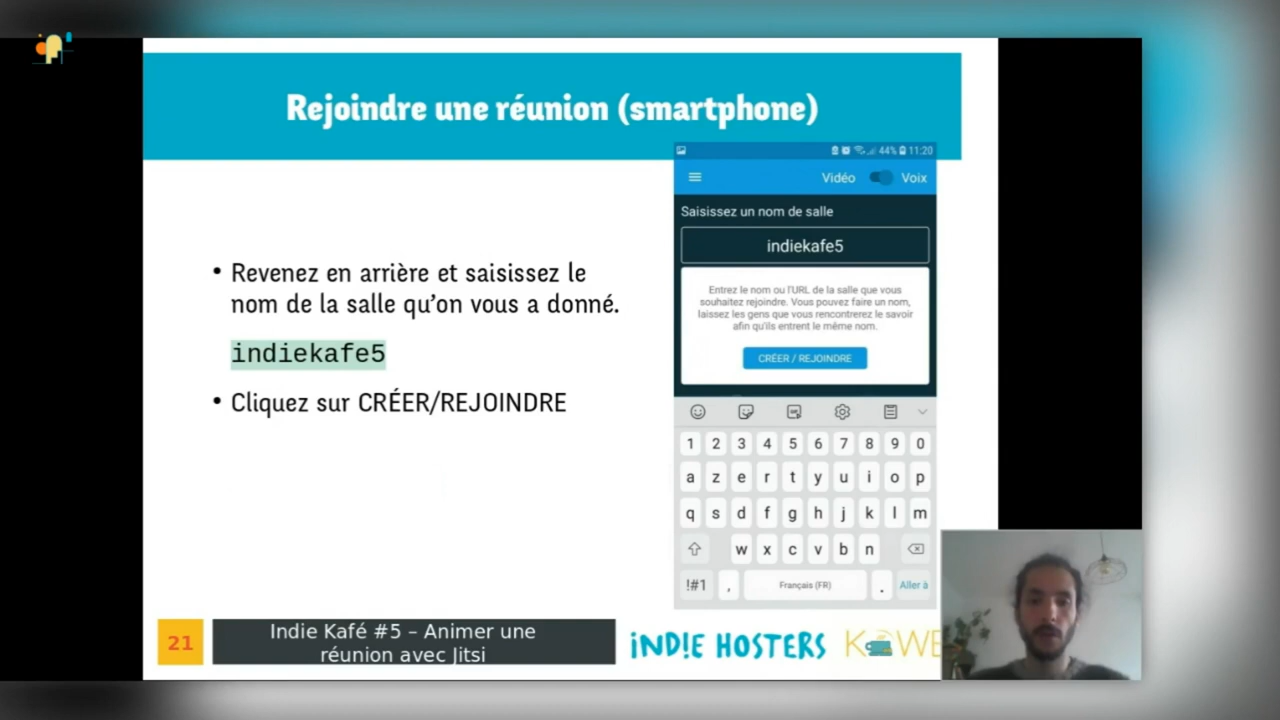 Rejoindre une réunion (smartphone)
• Revenez en arrière et saisissez le
nom de la salle qu'on vous a donné.
indiekafe5
• Cliquez sur CRÉER/REJOINDRE
44% 11:20
Vidéo Voix
Saisissez un nom de salle
indiekafe5
Entrez le nom ou l'URL de la salle que vous
souhaitez rejoindre. Vous pouvez faire un nom,
laissez les gens que vous rencontrerez le savoir
afin qu'ils entrent le même nom.
CRÉER / REJOINDRE
1 2 3 4 5 6 7 8 9 0
a z e r t y u i o p
q s d f g h j k l m
w x c v b n
!#1 , Français (FR) . Aller à
21
Indie Kafé #5 – Animer une
réunion avec Jitsi
iNDiE HOSTERS